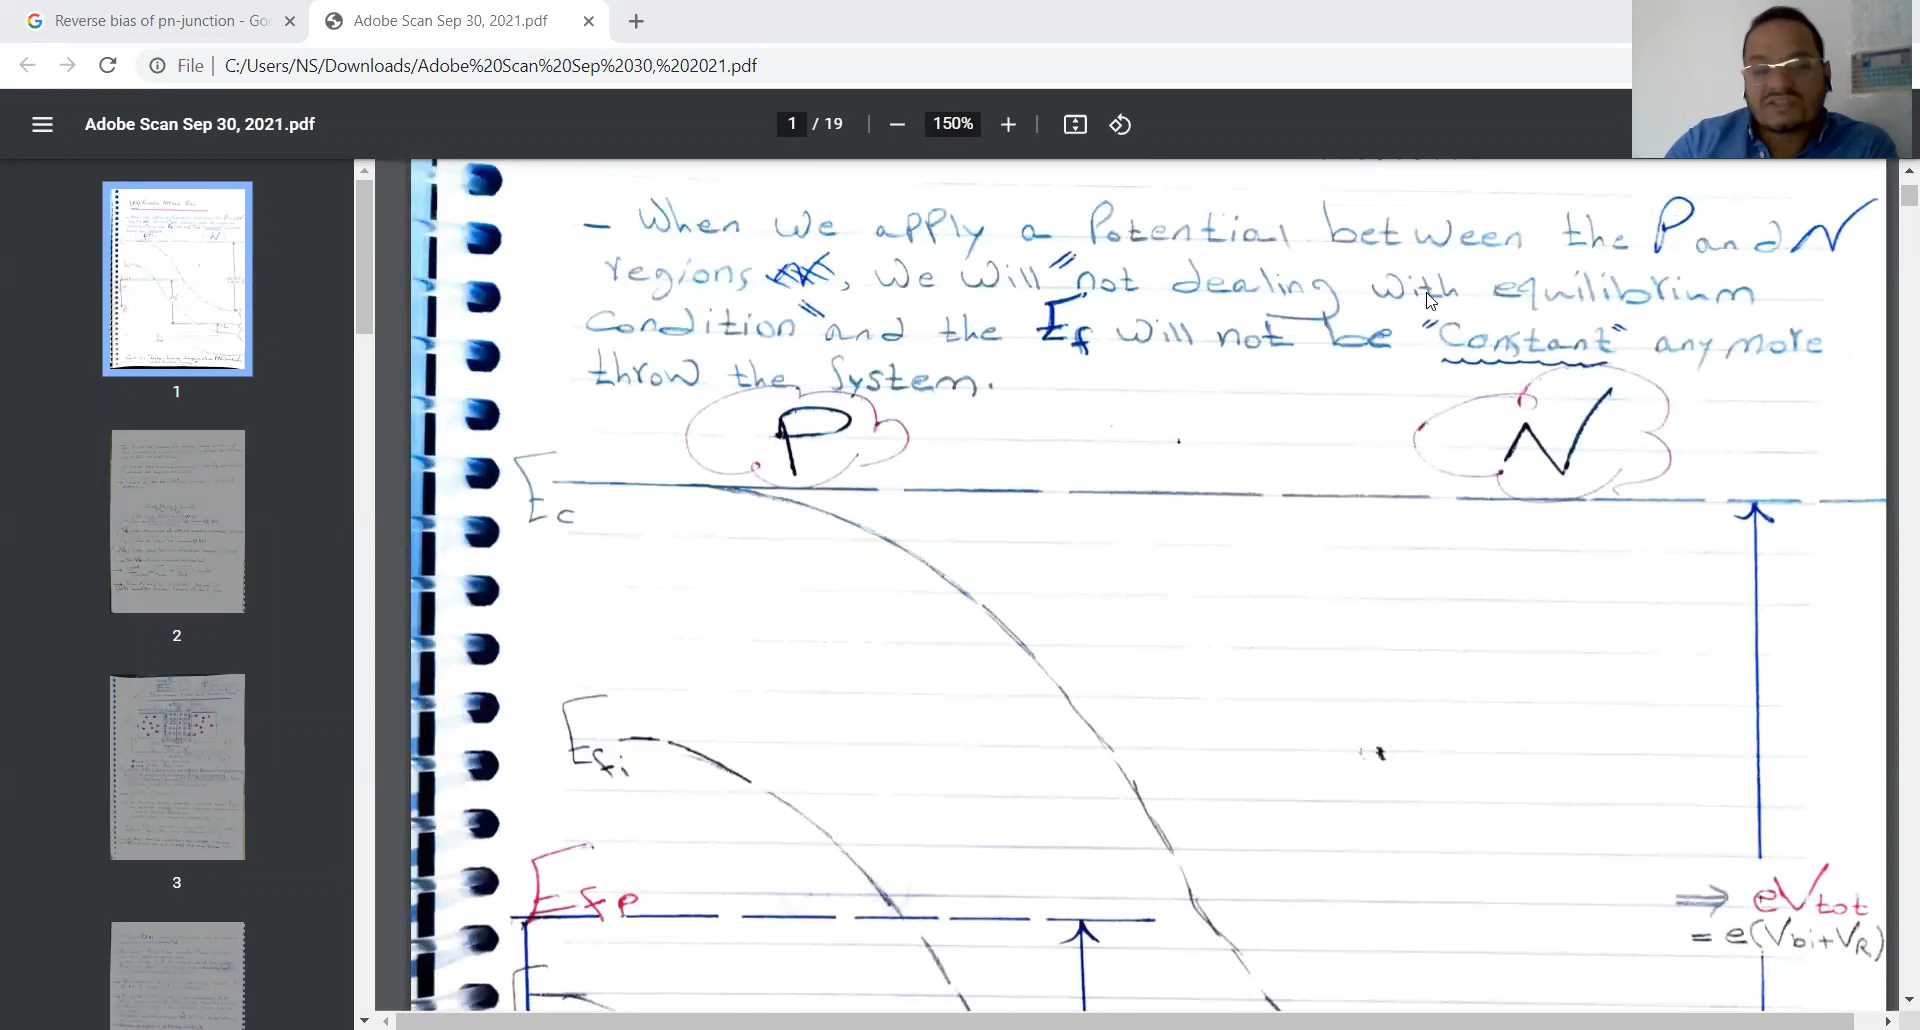 Reverse bias of pn-junction - Go
Adobe Scan Sep 30, 2021.pdf
File
C:/Users/NS/Downloads/Adobe%20Scan%20Sep%2030,%202021.pdf
Adobe Scan Sep 30, 2021.pdf
1 / 19
150%
1
2
3
- When we apply a Potential between the P and N
regions, we will "not dealing with equilibrium
Condition" and the Ef will not be "Constant" any more
throw the System.
P
N
Ec
Efi
Efp
⇒ eVtot
= e(Vbi+VR)